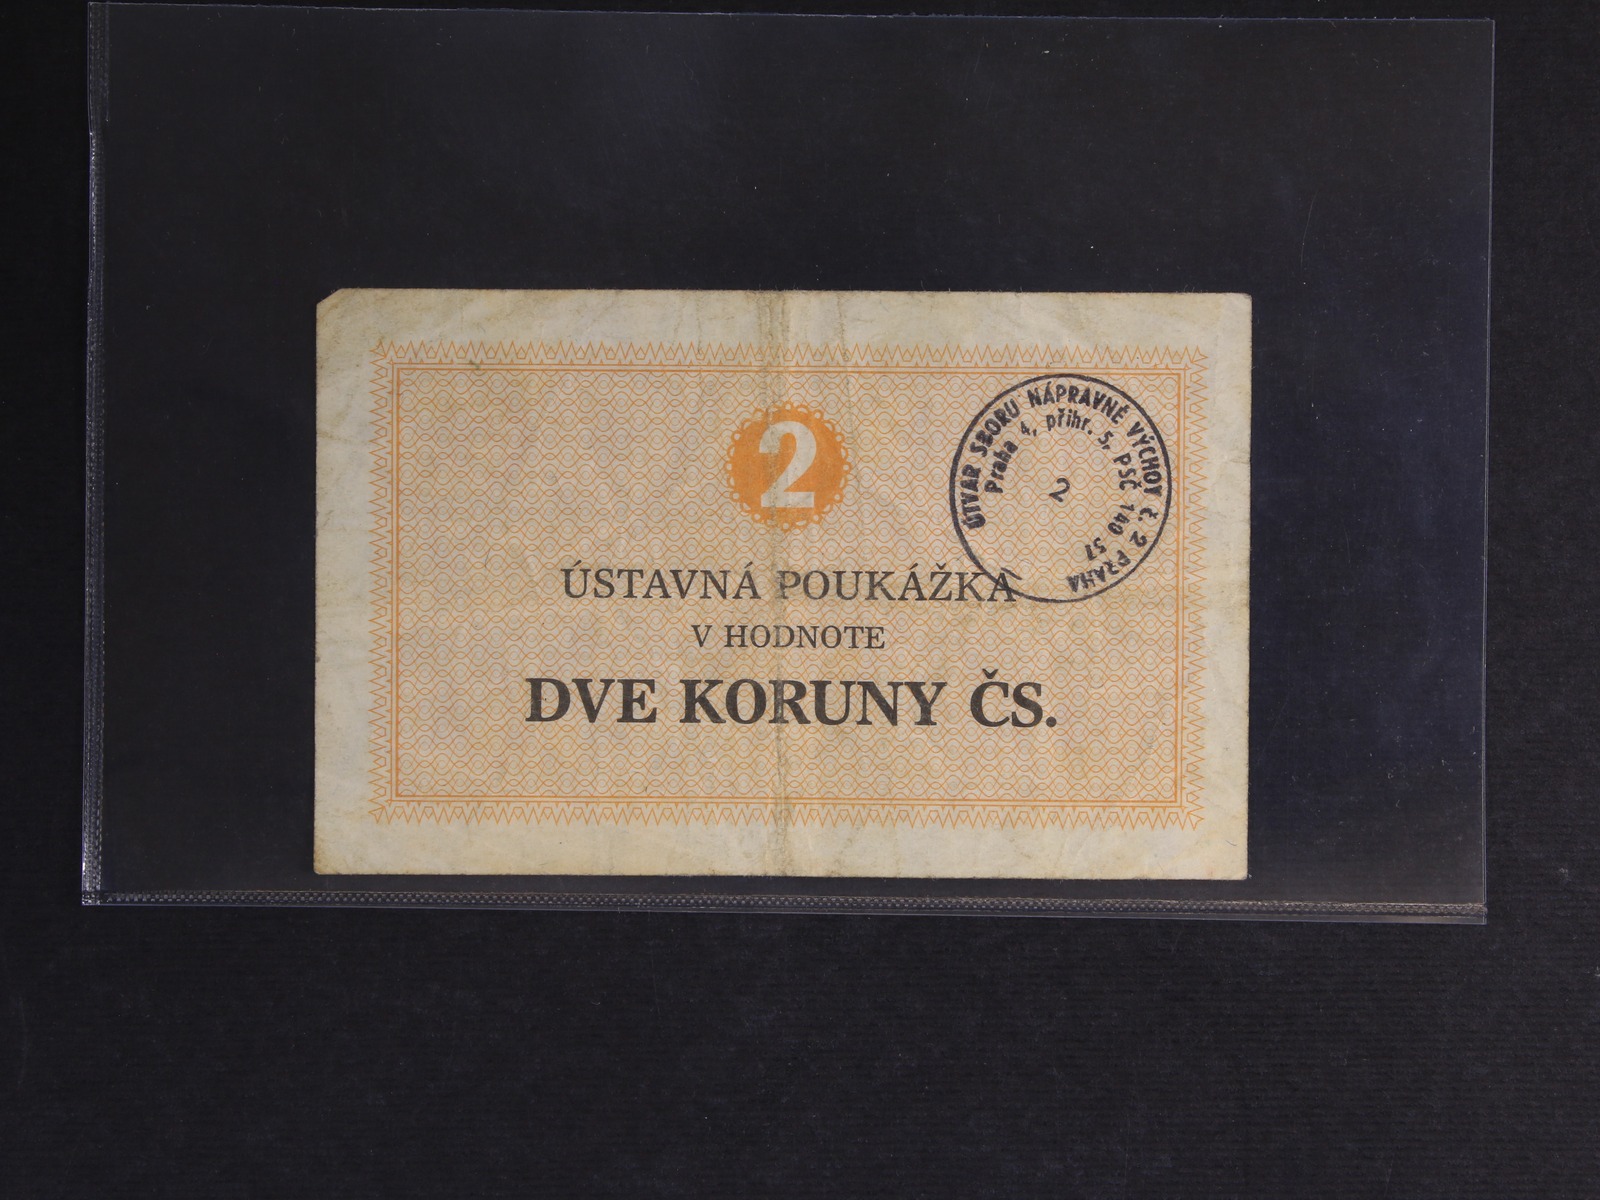 2
ÚSTAVNÁ POUKÁŽKA
V HODNOTE
DVE KORUNY ČS.
ÚTVAR SBORU NÁPRAVNÉ VÝCHOVY č. 2 PRAHA
Praha 4, přihr. 5, PSČ 140 57
2